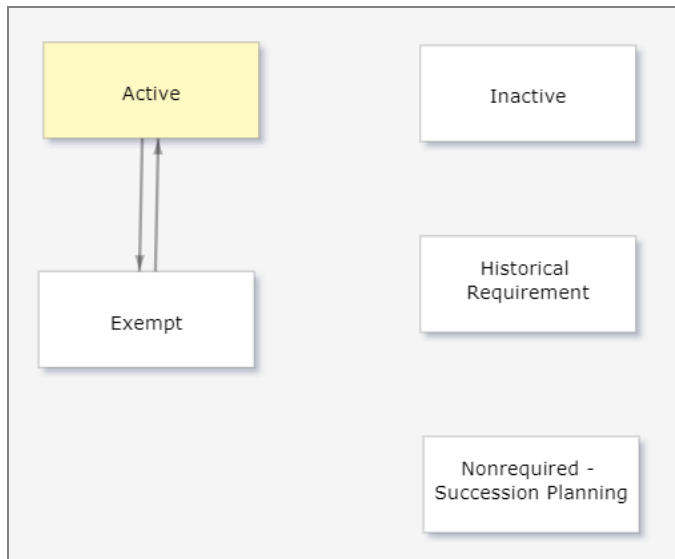 Active
Inactive
Exempt
Historical
Requirement
Nonrequired -
Succession Planning